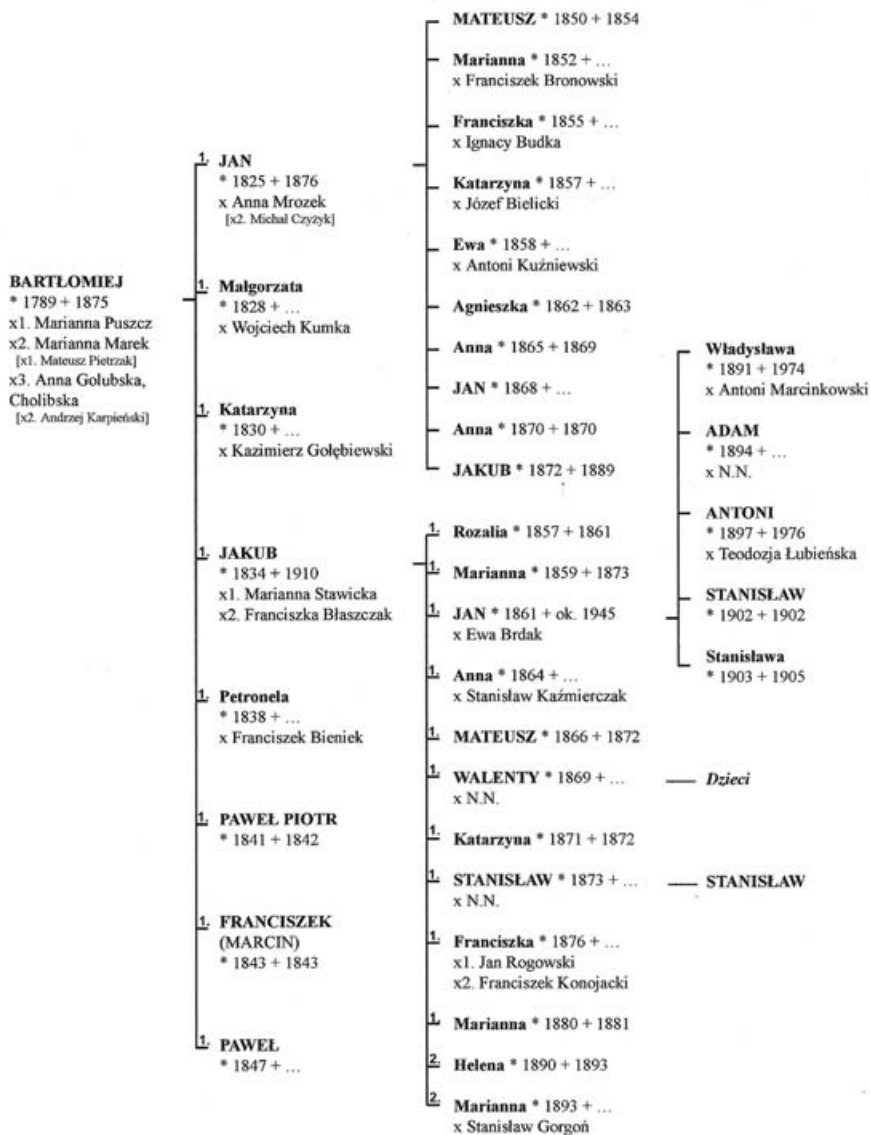 BARTŁOMIEJ
* 1789 + 1875
x1. Marianna Puszcz
x2. Marianna Marek
[x1. Mateusz Pietrzak]
x3. Anna Golubska,
Cholibska
[x2. Andrzej Karpieński]
1. JAN
* 1825 + 1876
x Anna Mrozek
[x2. Michał Czyżyk]
1. Małgorzata
* 1828 + ...
x Wojciech Kumka
1. Katarzyna
* 1830 + ...
x Kazimierz Gołębiewski
1. JAKUB
* 1834 + 1910
x1. Marianna Stawicka
x2. Franciszka Błaszczak
1. Petronela
* 1838 + ...
x Franciszek Bieniek
1. PAWEŁ PIOTR
* 1841 + 1842
1. FRANCISZEK
(MARCIN)
* 1843 + 1843
1. PAWEŁ
* 1847 + ...
MATEUSZ * 1850 + 1854
Marianna * 1852 + ...
x Franciszek Bronowski
Franciszka * 1855 + ...
x Ignacy Budka
Katarzyna * 1857 + ...
x Józef Bielicki
Ewa * 1858 + ...
x Antoni Kuźniewski
Agnieszka * 1862 + 1863
Anna * 1865 + 1869
JAN * 1868 + ...
Anna * 1870 + 1870
JAKUB * 1872 + 1889
1. Rozalia * 1857 + 1861
1. Marianna * 1859 + 1873
1. JAN * 1861 + ok. 1945
x Ewa Brdak
1. Anna * 1864 + ...
x Stanisław Kaźmierczak
1. MATEUSZ * 1866 + 1872
1. WALENTY * 1869 + ...
x N.N.
1. Katarzyna * 1871 + 1872
1. STANISŁAW * 1873 + ...
x N.N.
1. Franciszka * 1876 + ...
x1. Jan Rogowski
x2. Franciszek Konojacki
1. Marianna * 1880 + 1881
2. Helena * 1890 + 1893
2. Marianna * 1893 + ...
x Stanisław Gorgoń
Władysława
* 1891 + 1974
x Antoni Marcinkowski
ADAM
* 1894 + ...
x N.N.
ANTONI
* 1897 + 1976
x Teodozja Łubieńska
STANISŁAW
* 1902 + 1902
Stanisława
* 1903 + 1905
Dzieci
STANISŁAW